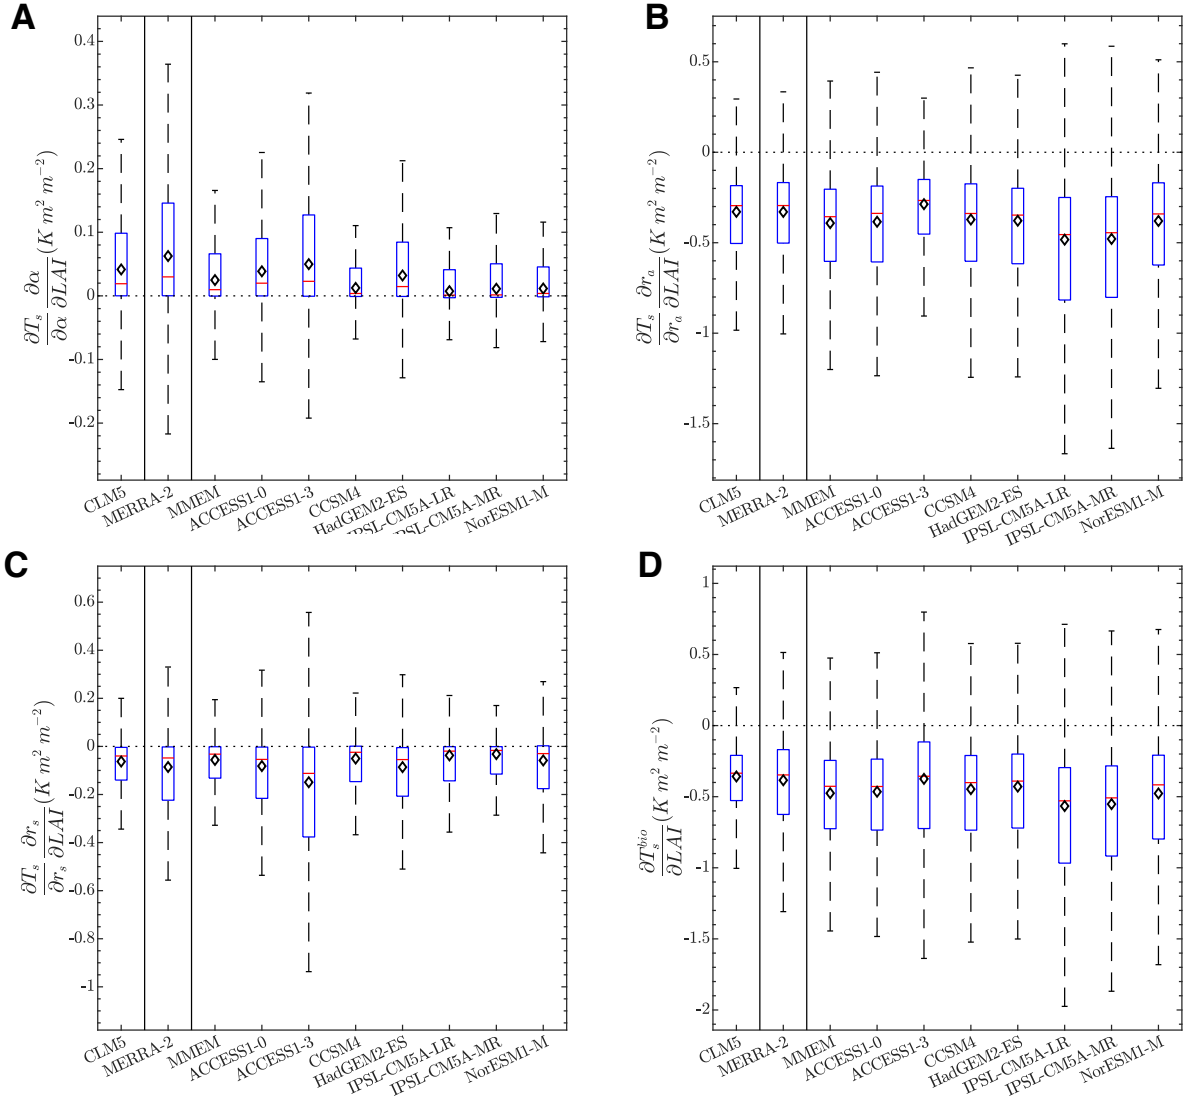 A
0.4
0.3
0.2
0.1
0
-0.1
-0.2
∂T_s/∂α ∂α/∂LAI (K m² m⁻²)
CLM5
MERRA-2
MMEM
ACCESS1-0
ACCESS1-3
CCSM4
HadGEM2-ES
IPSL-CM5A-LR
PSL-CM5A-MR
NorESM1-M
B
0.5
0
-0.5
-1
-1.5
∂T_s/∂r_a ∂r_a/∂LAI (K m² m⁻²)
CLM5
MERRA-2
MMEM
ACCESS1-0
ACCESS1-3
CCSM4
HadGEM2-ES
IPSL-CM5A-LR
IPSL-CM5A-MR
NorESM1-M
C
0.6
0.4
0.2
0
-0.2
-0.4
-0.6
-0.8
-1
∂T_s/∂r_s ∂r_s/∂LAI (K m² m⁻²)
CLM5
MERRA-2
MMEM
ACCESS1-0
ACCESS1-3
CCSM4
HadGEM2-ES
IPSL-CM5A-LR
IPSL-CM5A-MR
NorESM1-M
D
1
0.5
0
-0.5
-1
-1.5
-2
∂T_s^bio/∂LAI (K m² m⁻²)
CLM5
MERRA-2
MMEM
ACCESS1-0
ACCESS1-3
CCSM4
HadGEM2-ES
IPSL-CM5A-LR
IPSL-CM5A-MR
NorESM1-M